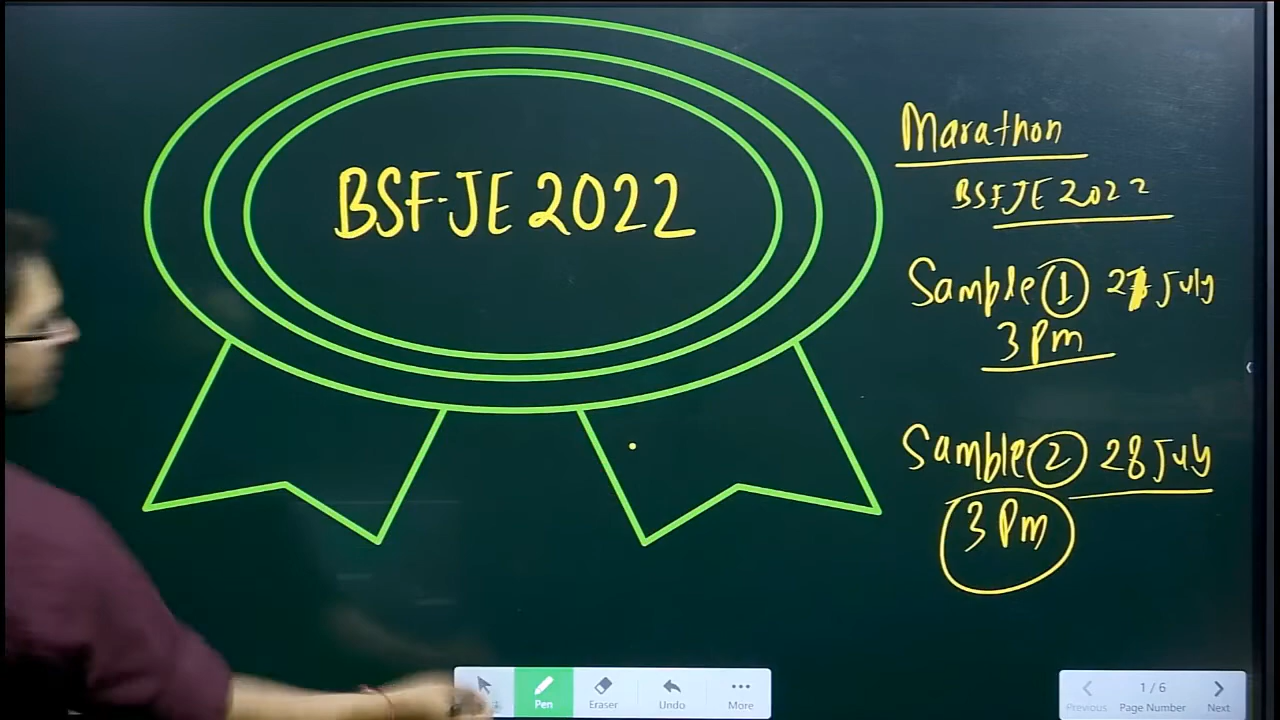 BSF-JE 2022
Marathon
BSFJE 2022
Sample 1 27 July
3 Pm
Sample 2 28 July
3 Pm
Pen
Eraser
Undo
More
1 / 6
Previous Page Number Next